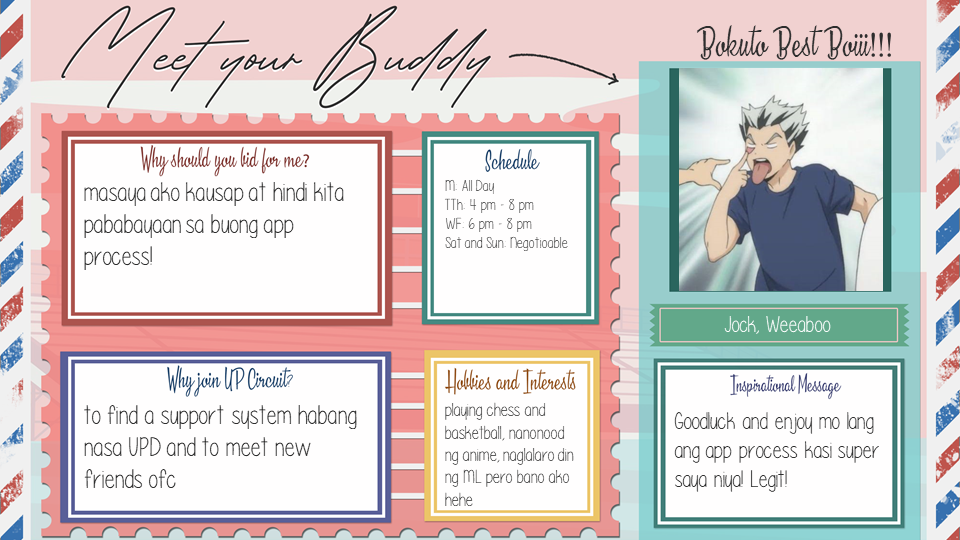 Meet your Buddy
Bokuto Best Boiii!!!
Why should you bid for me?
masaya ako kausap at hindi kita
pababayaan sa buong app
process!
Schedule
M: All Day
TTh: 4 pm - 8 pm
WF: 6 pm - 8 pm
Sat and Sun: Negotioable
Jock, Weeaboo
Why join UP Circuit?
to find a support system habang
nasa UPD and to meet new
friends ofc
Hobbies and Interests
playing chess and
basketball, nanonood
ng anime, naglalaro din
ng ML pero bano ako
hehe
Inspirational Message
Goodluck and enjoy mo lang
ang app process kasi super
saya niya! Legit!